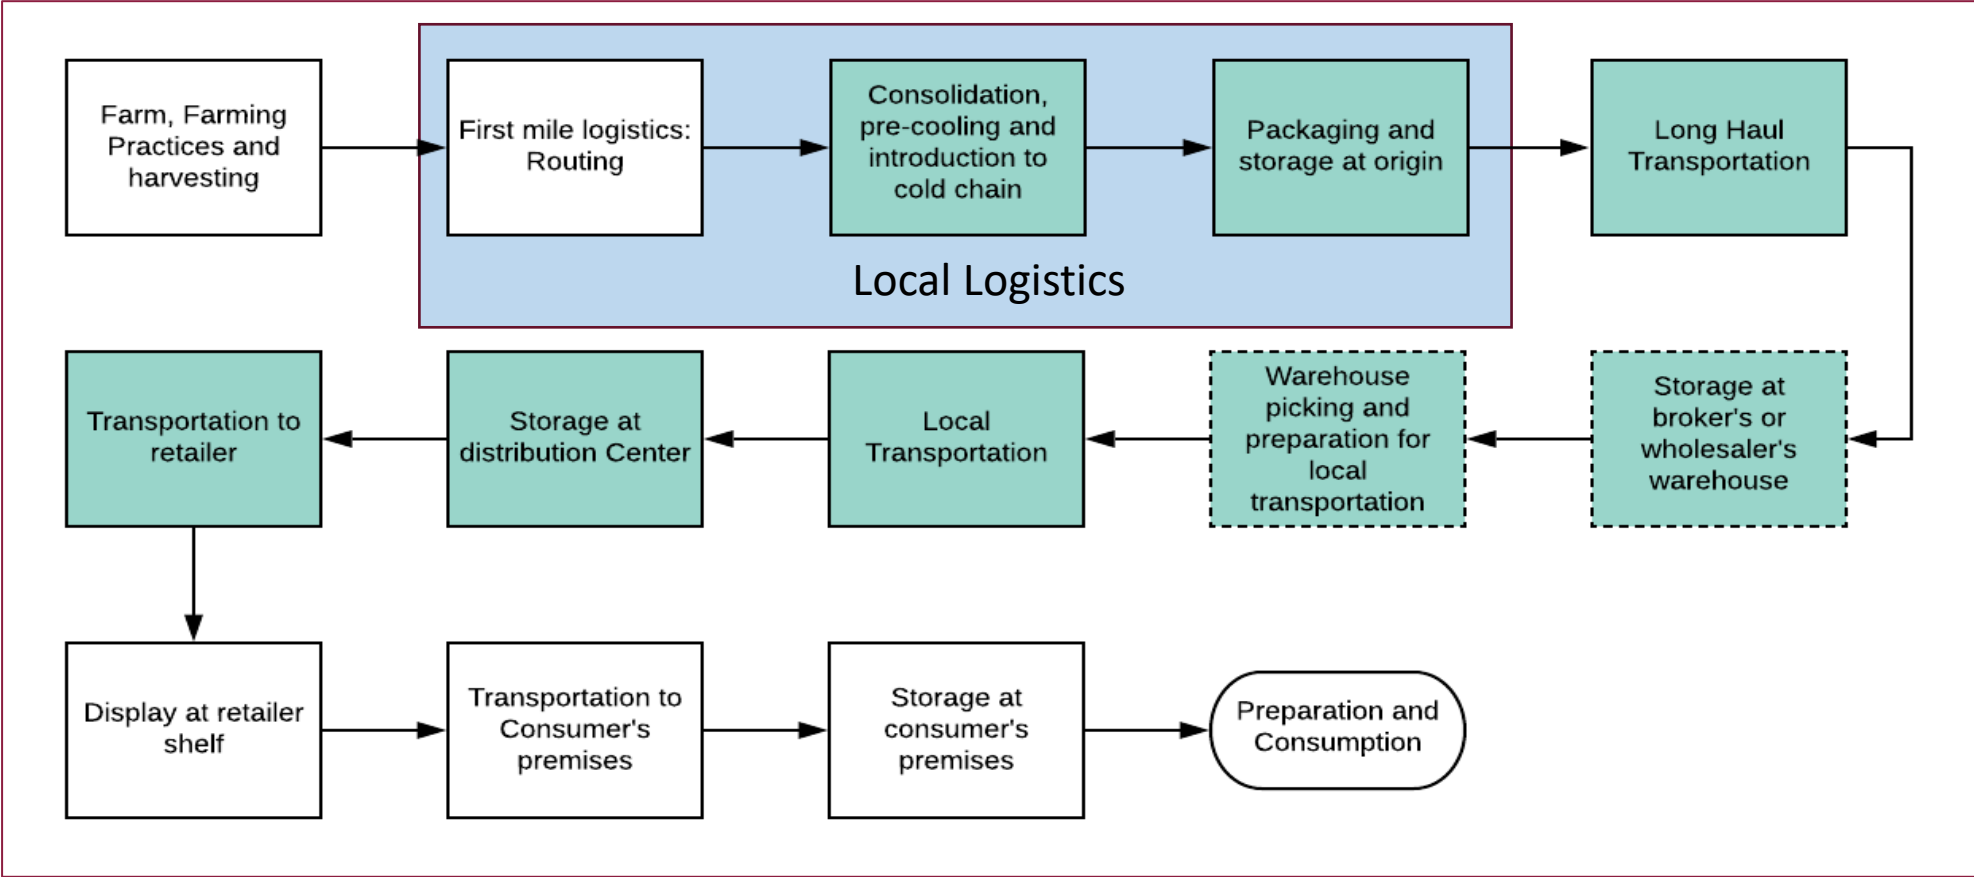 Farm, Farming
Practices and
harvesting
First mile logistics:
Routing
Consolidation,
pre-cooling and
introduction to
cold chain
Packaging and
storage at origin
Long Haul
Transportation
Local Logistics
Storage at
broker's or
wholesaler's
warehouse
Warehouse
picking and
preparation for
local
transportation
Local
Transportation
Storage at
distribution Center
Transportation to
retailer
Display at retailer
shelf
Transportation to
Consumer's
premises
Storage at
consumer's
premises
Preparation and
Consumption